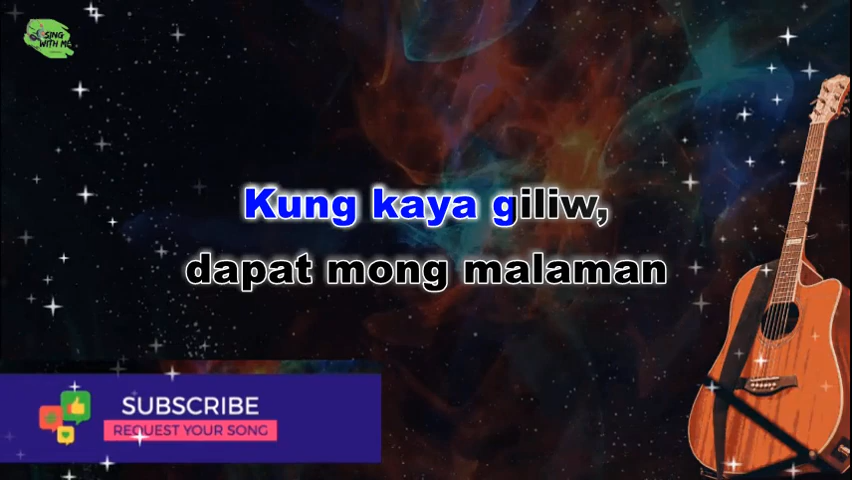 SING
WITH ME
Kung kaya giliw,
dapat mong malaman
SUBSCRIBE
REQUEST YOUR SONG